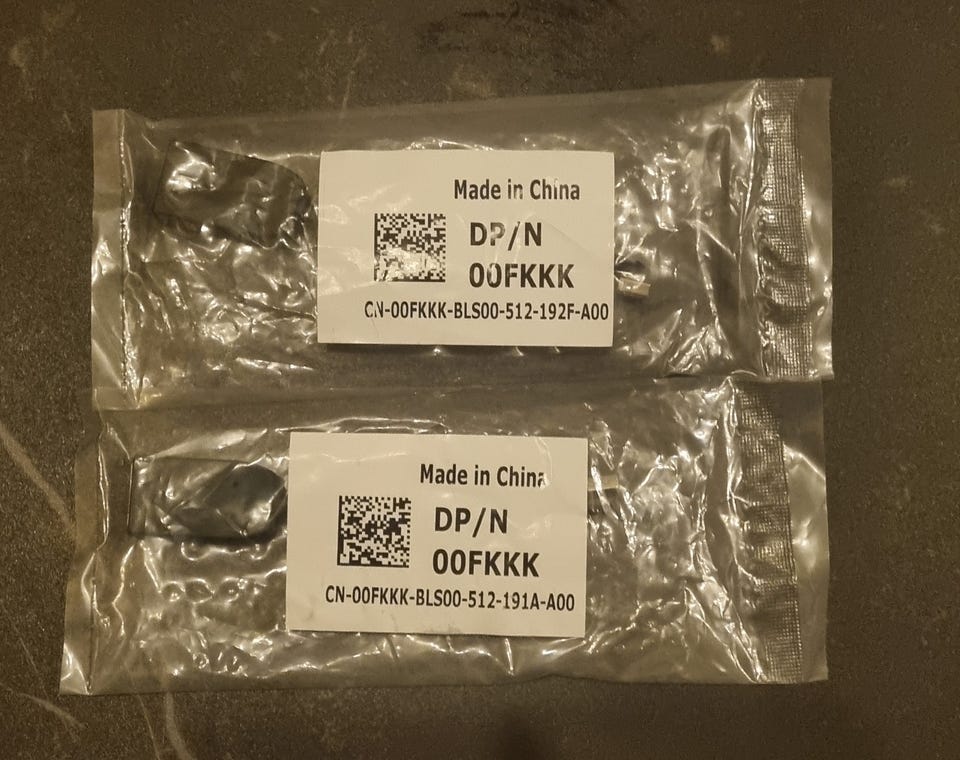 Made in China
DP/N
00FKKK
CN-00FKKK-BLS00-512-192F-A00
Made in China
DP/N
00FKKK
CN-00FKKK-BLS00-512-191A-A00